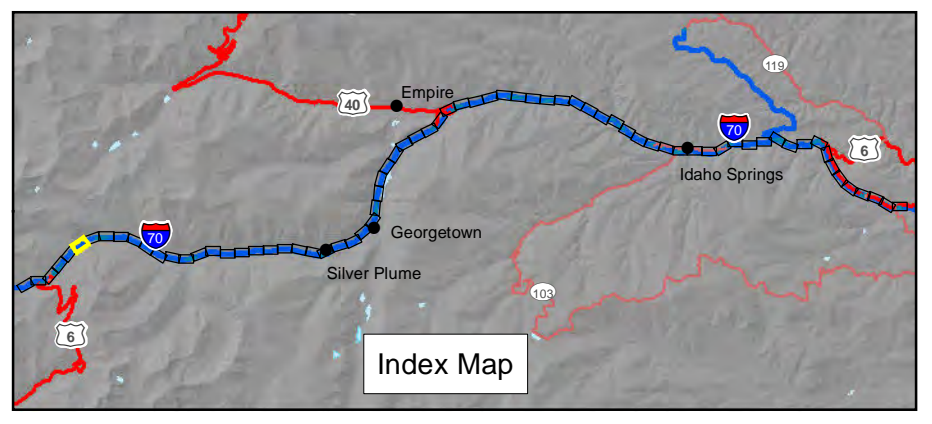 119
Empire
40
70
6
Idaho Springs
Georgetown
70
Silver Plume
103
6
Index Map